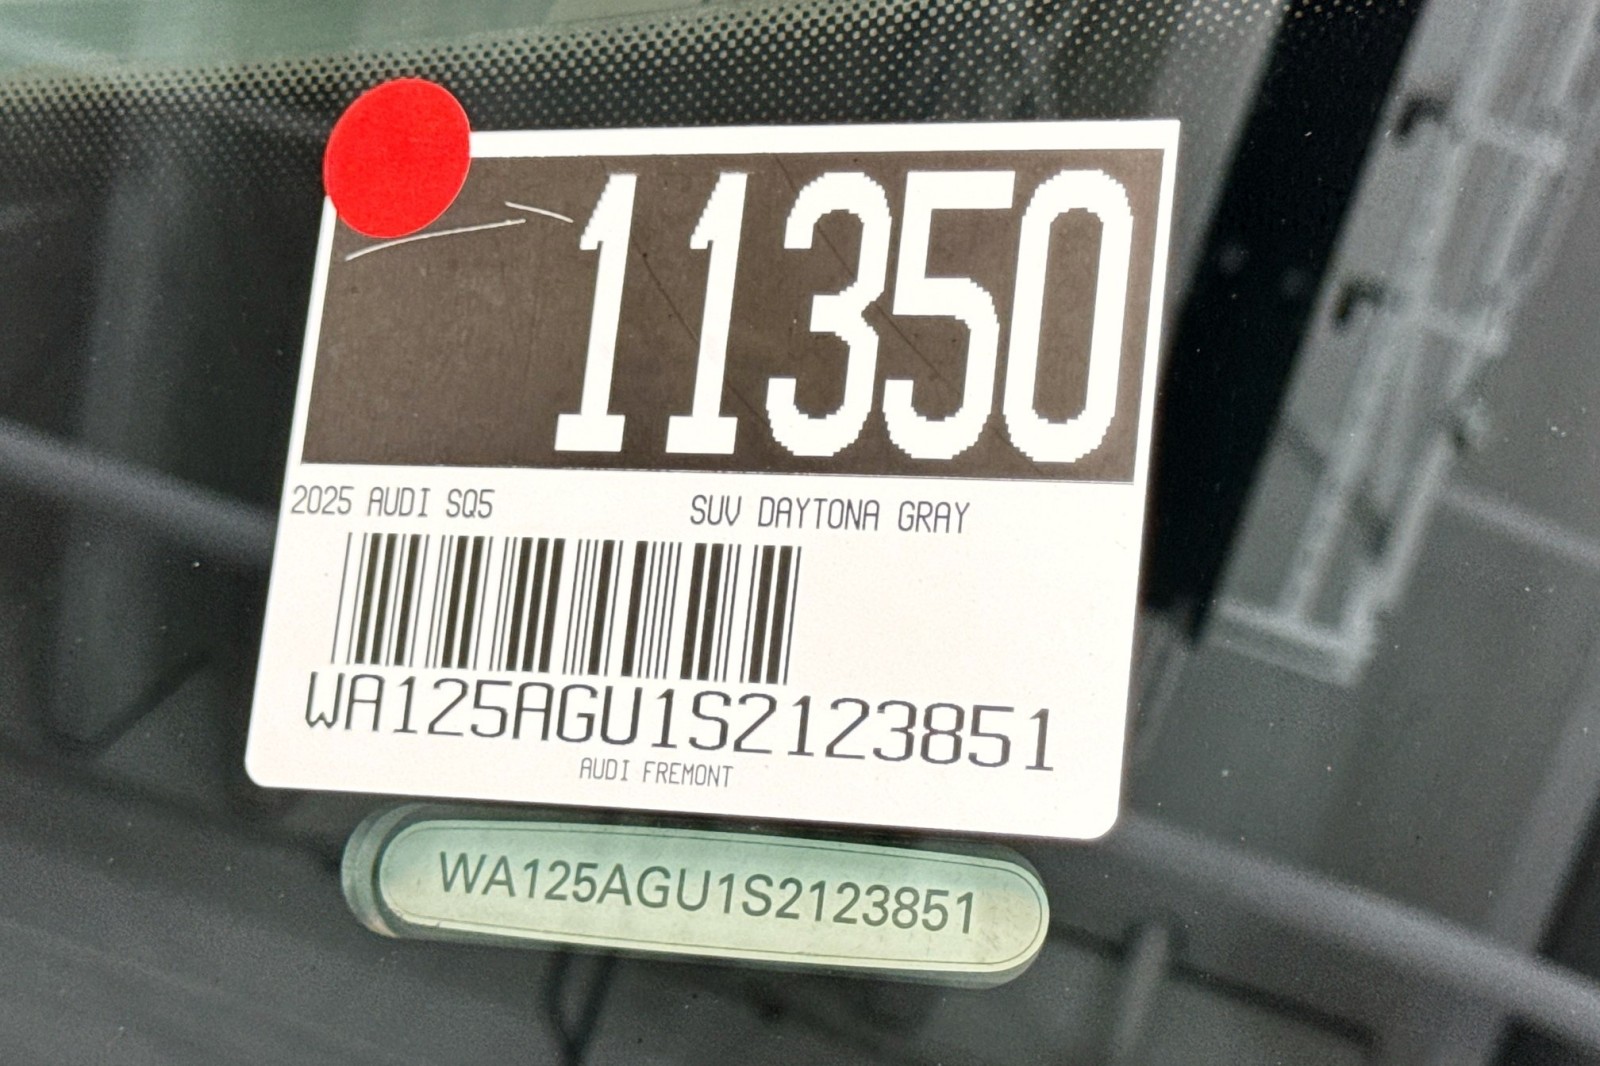 11350
2025 AUDI SQ5 SUV DAYTONA GRAY
WA125AGU1S2123851
AUDI FREMONT
WA125AGU1S2123851